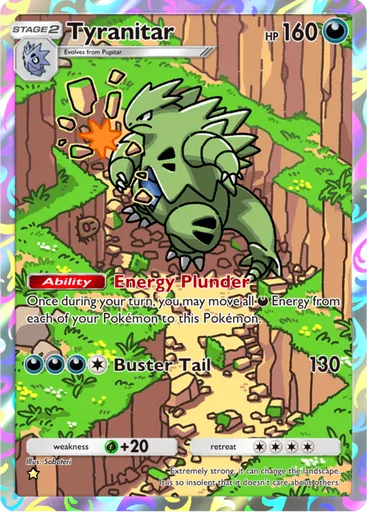 STAGE2
Tyranitar
HP 160
Evolves from Pupitar
Ability Energy Plunder
Once during your turn, you may move all Energy from
each of your Pokémon to this Pokémon.
Buster Tail 130
weakness +20 retreat
Illus. Saboteri
Extremely strong, it can change the landscape.
It is so insolent that it doesn't care about others.